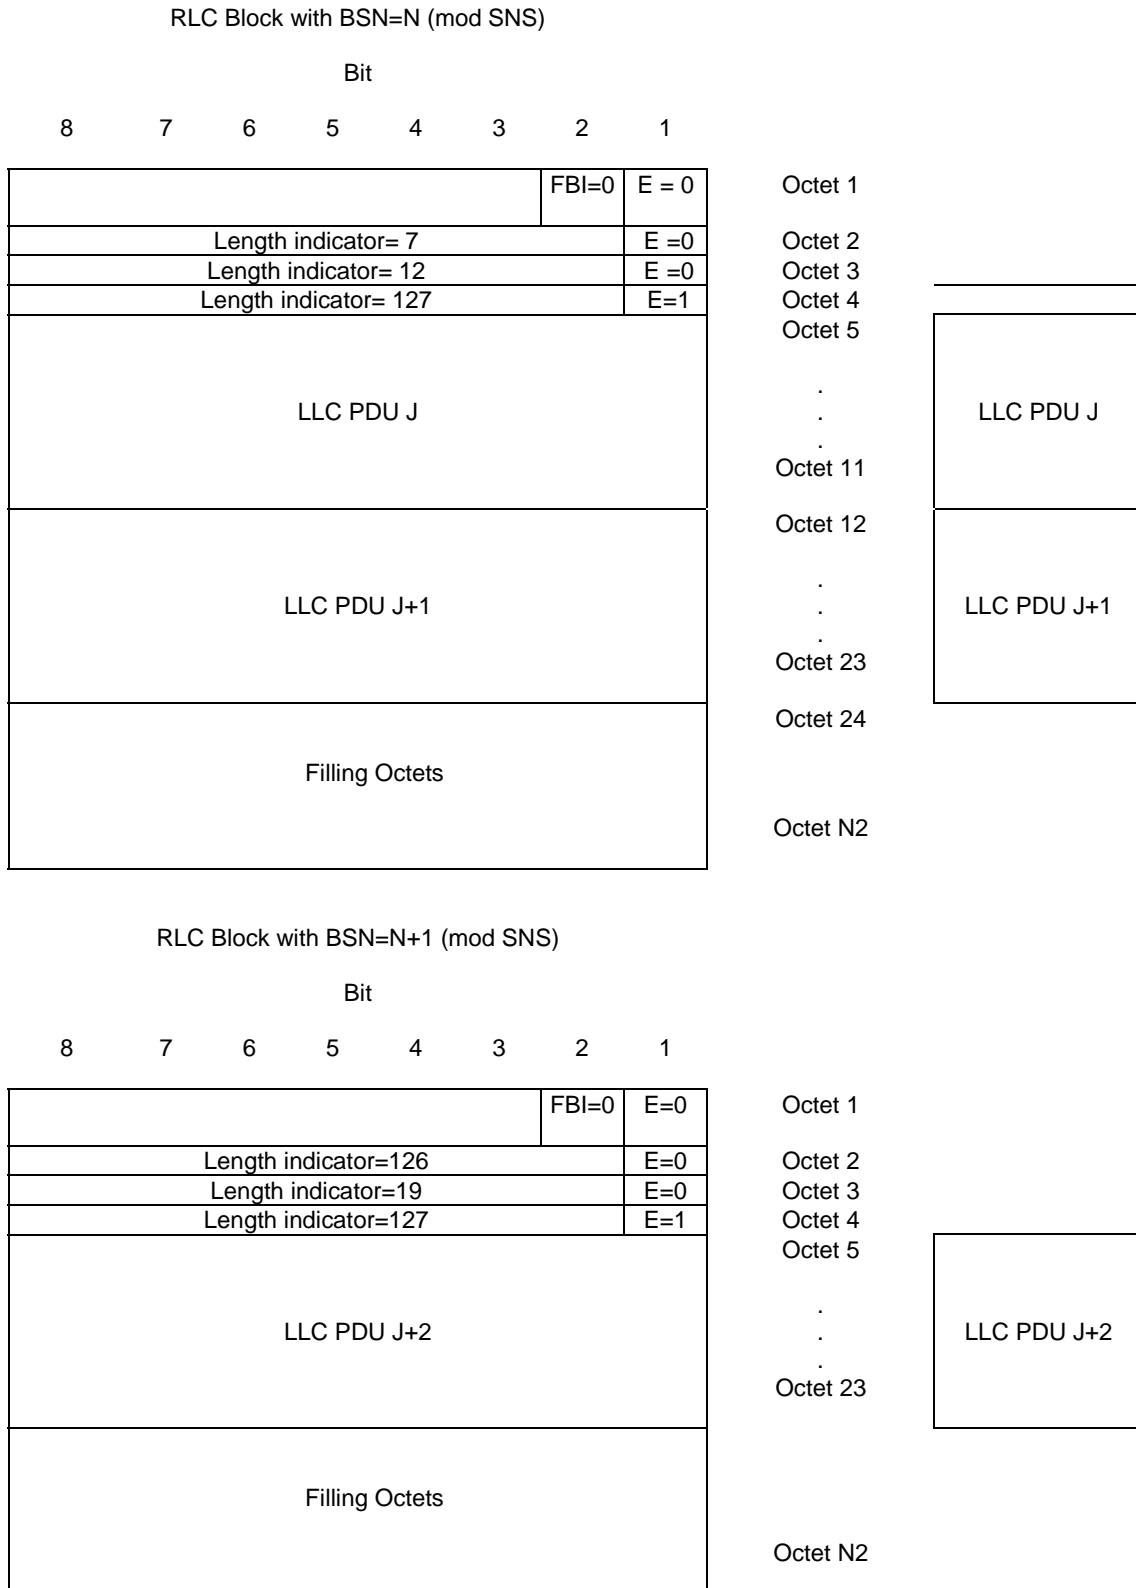 RLC Block with BSN=N (mod SNS)
Bit
8 7 6 5 4 3 2 1
FBI=0 E = 0 Octet 1
Length indicator= 7 E =0 Octet 2
Length indicator= 12 E =0 Octet 3
Length indicator= 127 E=1 Octet 4
Octet 5
.
LLC PDU J . LLC PDU J
.
Octet 11
Octet 12
.
LLC PDU J+1 . LLC PDU J+1
.
Octet 23
Octet 24
Filling Octets
Octet N2
RLC Block with BSN=N+1 (mod SNS)
Bit
8 7 6 5 4 3 2 1
FBI=0 E=0 Octet 1
Length indicator=126 E=0 Octet 2
Length indicator=19 E=0 Octet 3
Length indicator=127 E=1 Octet 4
Octet 5
.
LLC PDU J+2 . LLC PDU J+2
.
Octet 23
Filling Octets
Octet N2